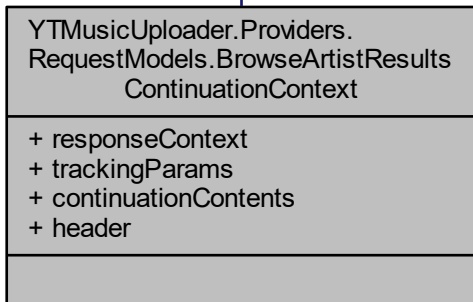 YTMusicUploader.Providers.
RequestModels.BrowseArtistResults
ContinuationContext
+ responseContext
+ trackingParams
+ continuationContents
+ header